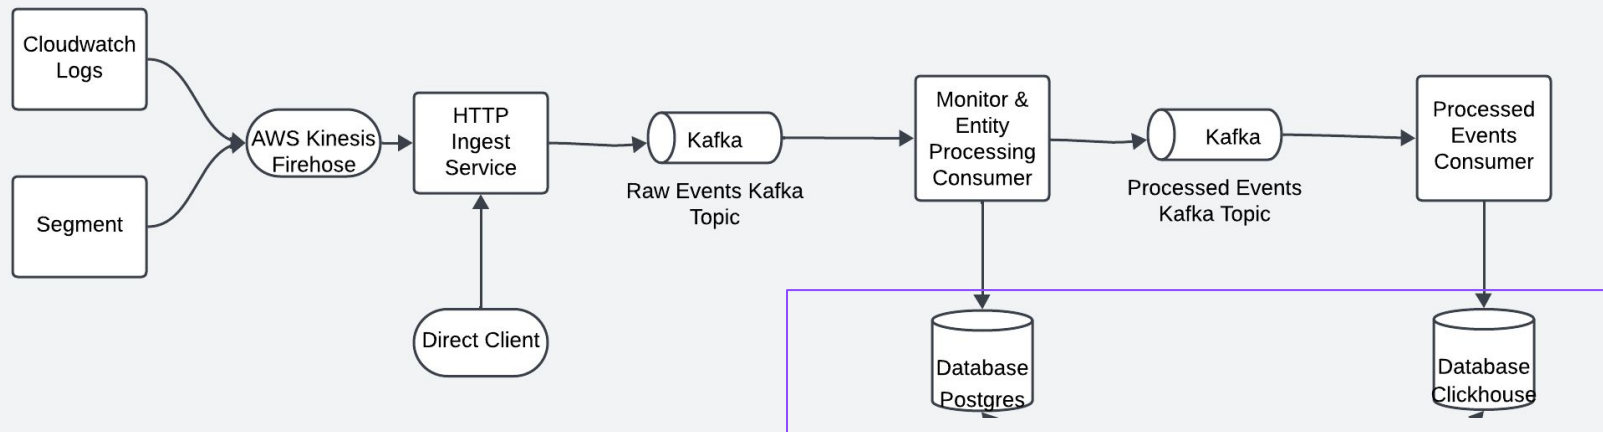 Cloudwatch
Logs
Segment
AWS Kinesis
Firehose
HTTP
Ingest
Service
Direct Client
Kafka
Raw Events Kafka
Topic
Monitor &
Entity
Processing
Consumer
Database
Postgres
Kafka
Processed Events
Kafka Topic
Processed
Events
Consumer
Database
Clickhouse